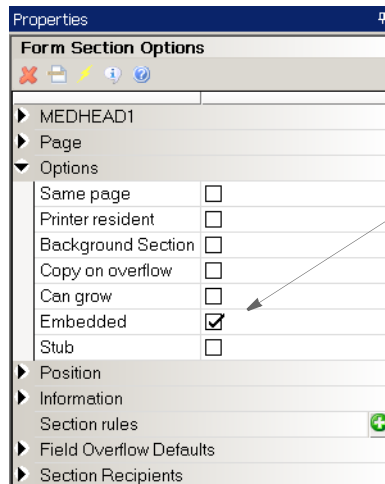 Properties
Form Section Options
MEDHEAD1
Page
Options
Same page
Printer resident
Background Section
Copy on overflow
Can grow
Embedded
Stub
Position
Information
Section rules
Field Overflow Defaults
Section Recipients